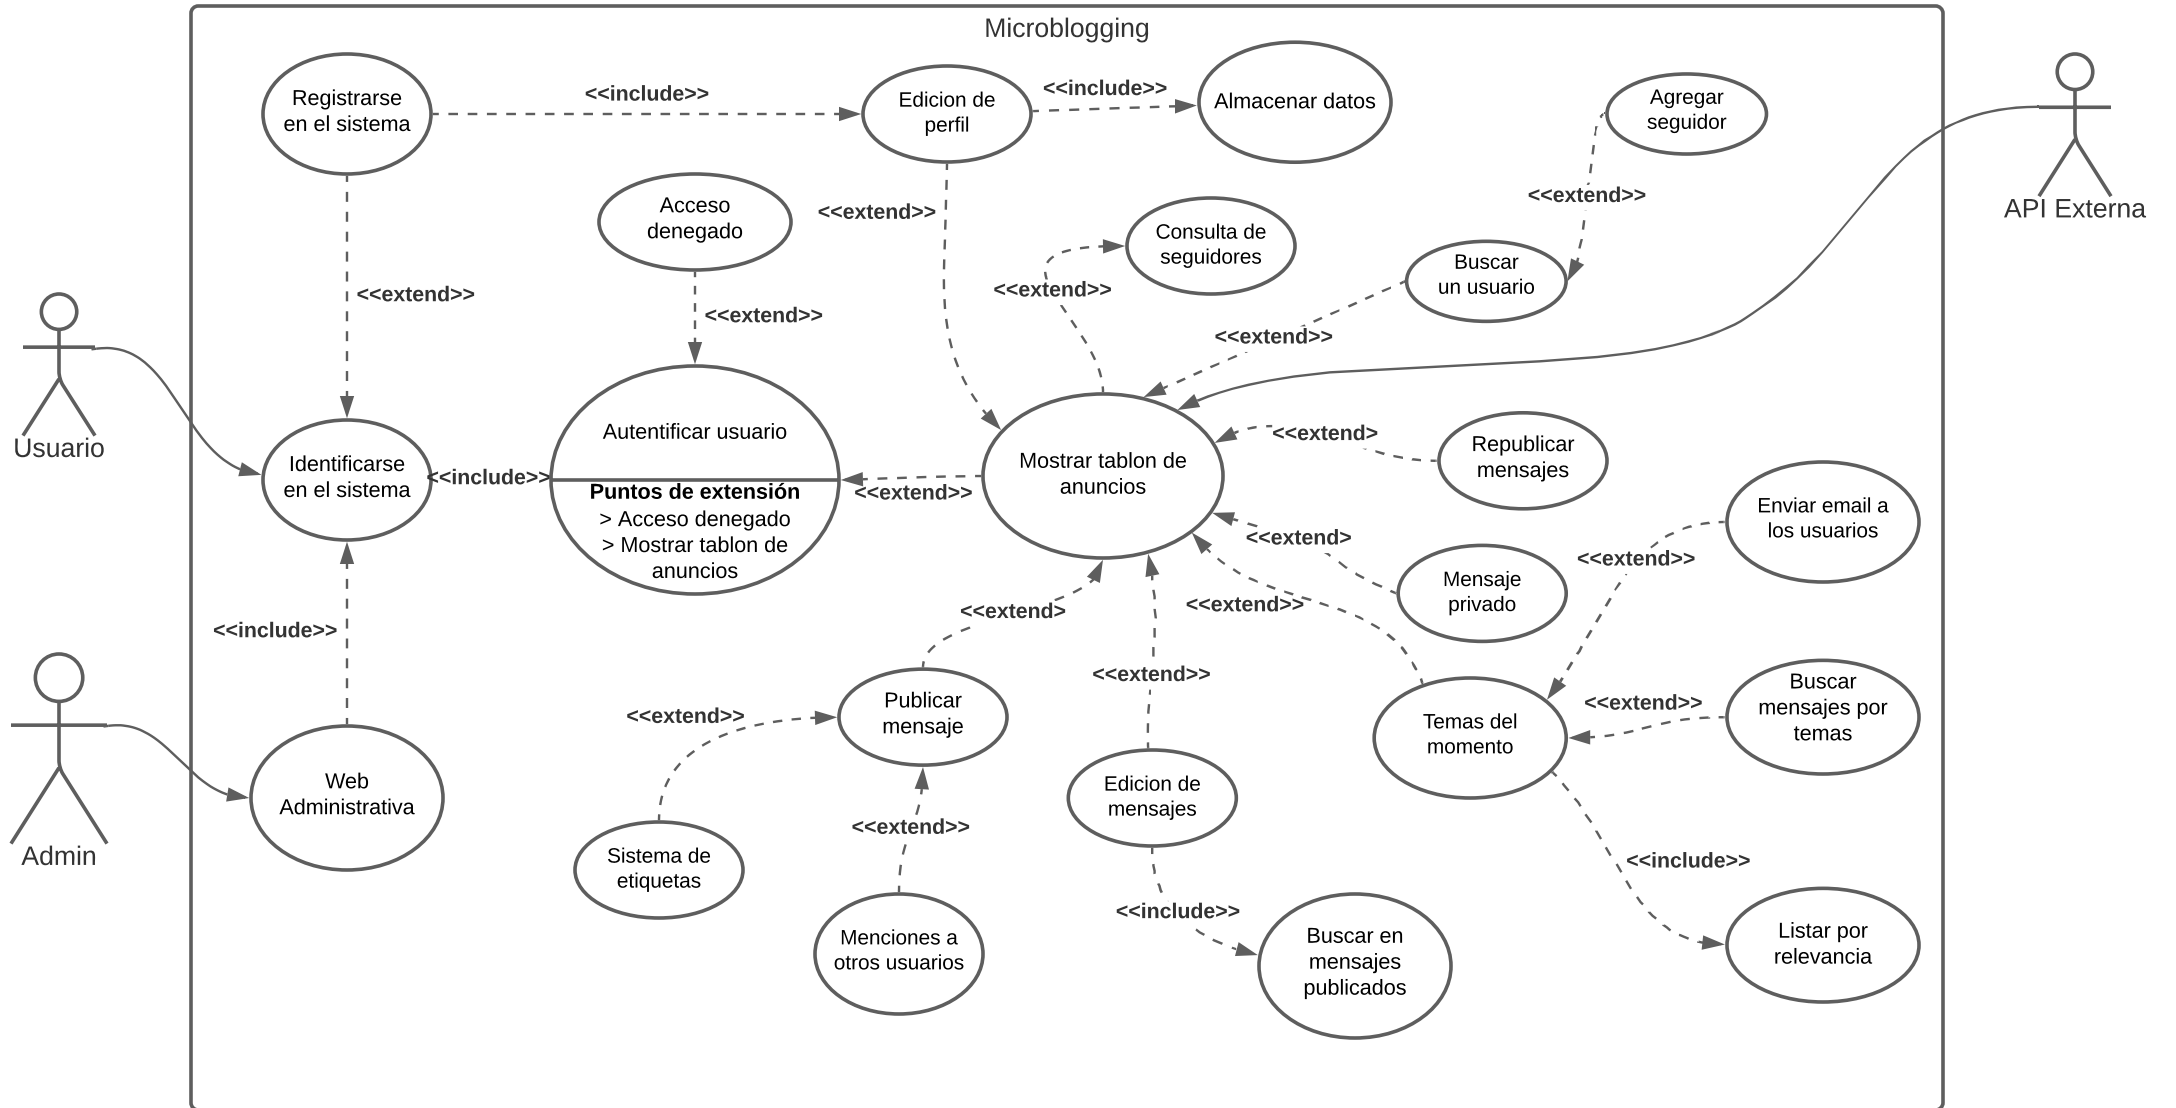 Microblogging
Registrarse
en el sistema
<<include>>
Edicion de
perfil
<<include>>
Almacenar datos
Agregar
seguidor
API Externa
Acceso
denegado
<<extend>>
Consulta de
seguidores
<<extend>>
Buscar
un usuario
<<extend>>
<<extend>>
<<extend>>
<<extend>>
<<extend>>
Usuario
Identificarse
en el sistema
<<include>>
Autentificar usuario
Puntos de extensión
> Acceso denegado
> Mostrar tablon de
anuncios
<<extend>>
Mostrar tablon de
anuncios
<<extend>
Republicar
mensajes
<<extend>
Mensaje
privado
Enviar email a
los usuarios
<<extend>>
<<extend>>
<<extend>
<<include>>
Admin
Web
Administrativa
Publicar
mensaje
<<extend>>
<<extend>>
Temas del
momento
<<extend>>
Buscar
mensajes por
temas
Edicion de
mensajes
<<extend>>
Sistema de
etiquetas
Menciones a
otros usuarios
<<include>>
Buscar en
mensajes
publicados
<<include>>
Listar por
relevancia